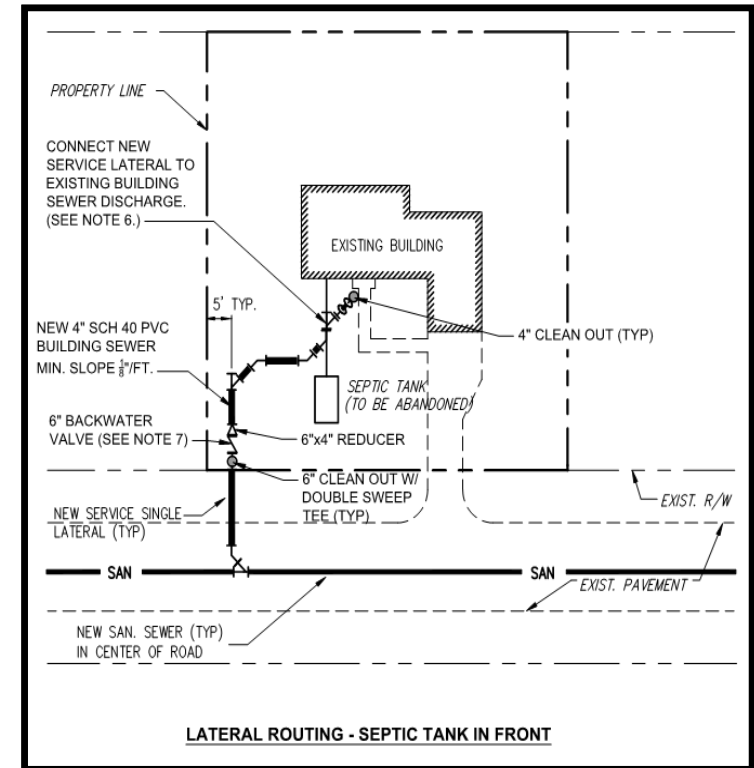 PROPERTY LINE
CONNECT NEW
SERVICE LATERAL TO
EXISTING BUILDING
SEWER DISCHARGE.
(SEE NOTE 6.)
EXISTING BUILDING
5' TYP.
NEW 4" SCH 40 PVC
BUILDING SEWER
MIN. SLOPE ⅛"/FT.
4" CLEAN OUT (TYP)
SEPTIC TANK
(TO BE ABANDONED)
6" BACKWATER
VALVE (SEE NOTE 7)
6"x4" REDUCER
6" CLEAN OUT W/
DOUBLE SWEEP
TEE (TYP)
EXIST. R/W
NEW SERVICE SINGLE
LATERAL (TYP)
SAN
SAN
EXIST. PAVEMENT
NEW SAN. SEWER (TYP)
IN CENTER OF ROAD
LATERAL ROUTING - SEPTIC TANK IN FRONT